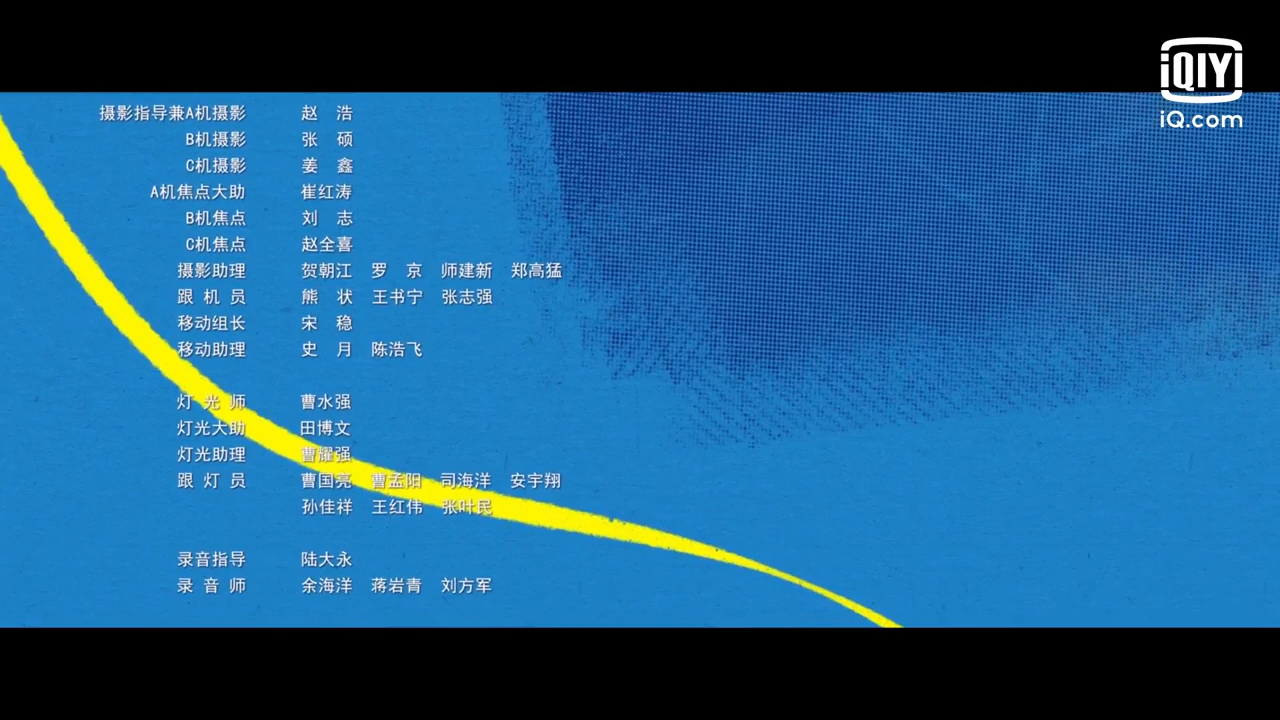 iQIYI
iQ.com
摄影指导兼A机摄影 赵 浩
B机摄影 张 硕
C机摄影 姜 鑫
A机焦点大助 崔红涛
B机焦点 刘 志
C机焦点 赵全喜
摄影助理 贺朝江 罗 京 师建新 郑高猛
跟 机 员 熊 状 王书宁 张志强
移动组长 宋 稳
移动助理 史 月 陈浩飞
灯 光 师 曹水强
灯光大助 田博文
灯光助理 曹耀强
跟 灯 员 曹国亮 曹孟阳 司海洋 安宇翔
孙佳祥 王红伟 张叶民
录音指导 陆大永
录 音 师 余海洋 蒋岩青 刘方军